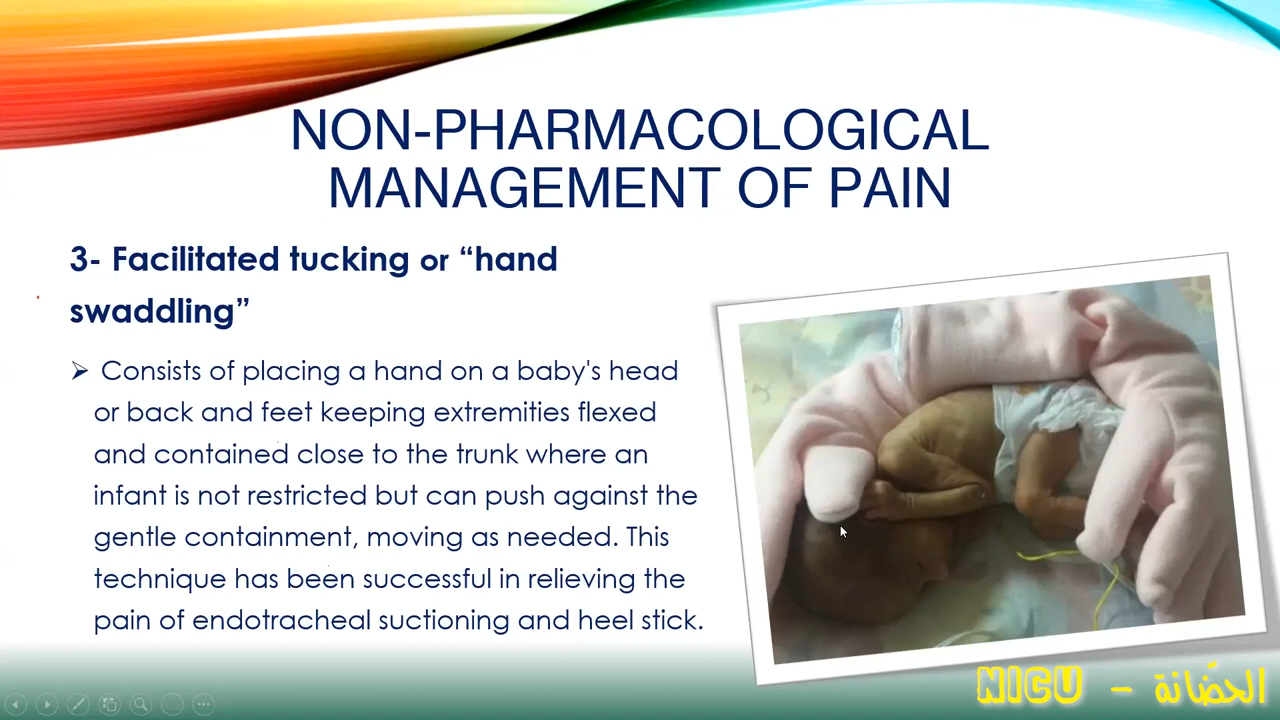 NON-PHARMACOLOGICAL
MANAGEMENT OF PAIN
3- Facilitated tucking or “hand
swaddling”
➢ Consists of placing a hand on a baby's head
or back and feet keeping extremities flexed
and contained close to the trunk where an
infant is not restricted but can push against the
gentle containment, moving as needed. This
technique has been successful in relieving the
pain of endotracheal suctioning and heel stick.
NICU - الحضّانة